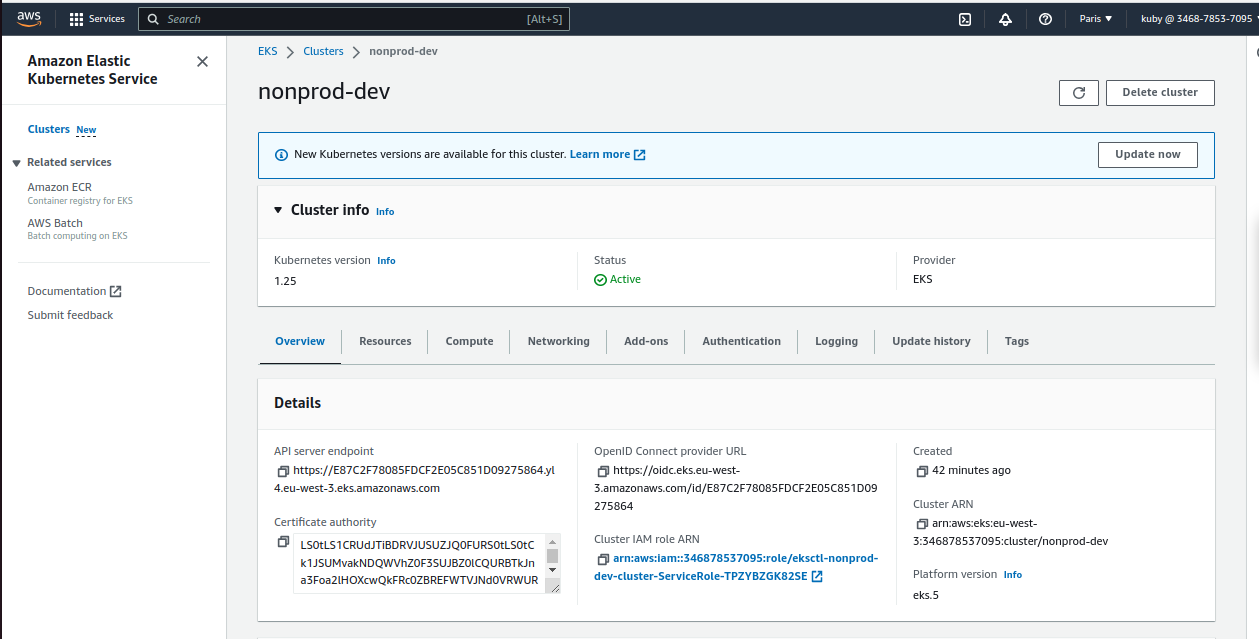 aws
Services
Search
[Alt+S]
Paris
kuby @ 3468-7853-7095
Amazon Elastic
Kubernetes Service
Clusters New
Related services
Amazon ECR
Container registry for EKS
AWS Batch
Batch computing on EKS
Documentation
Submit feedback
EKS Clusters nonprod-dev
nonprod-dev
Delete cluster
New Kubernetes versions are available for this cluster. Learn more
Update now
Cluster info Info
Kubernetes version Info
1.25
Status
Active
Provider
EKS
Overview Resources Compute Networking Add-ons Authentication Logging Update history Tags
Details
API server endpoint
https://E87C2F78085FDCF2E05C851D09275864.yl
4.eu-west-3.eks.amazonaws.com
Certificate authority
LS0tLS1CRUdJTiBDRVJUSUZJQ0FURS0tLS0tC
k1JSUMvakNDQWVhZ0F3SUJBZ0lCQURBTkJn
a3Foa2lHOXcwQkFRc0ZBREFWTVJNd0VRWUR
OpenID Connect provider URL
https://oidc.eks.eu-west-
3.amazonaws.com/id/E87C2F78085FDCF2E05C851D09
275864
Cluster IAM role ARN
arn:aws:iam::346878537095:role/eksctl-nonprod-
dev-cluster-ServiceRole-TPZYBZGK82SE
Created
42 minutes ago
Cluster ARN
arn:aws:eks:eu-west-
3:346878537095:cluster/nonprod-dev
Platform version Info
eks.5